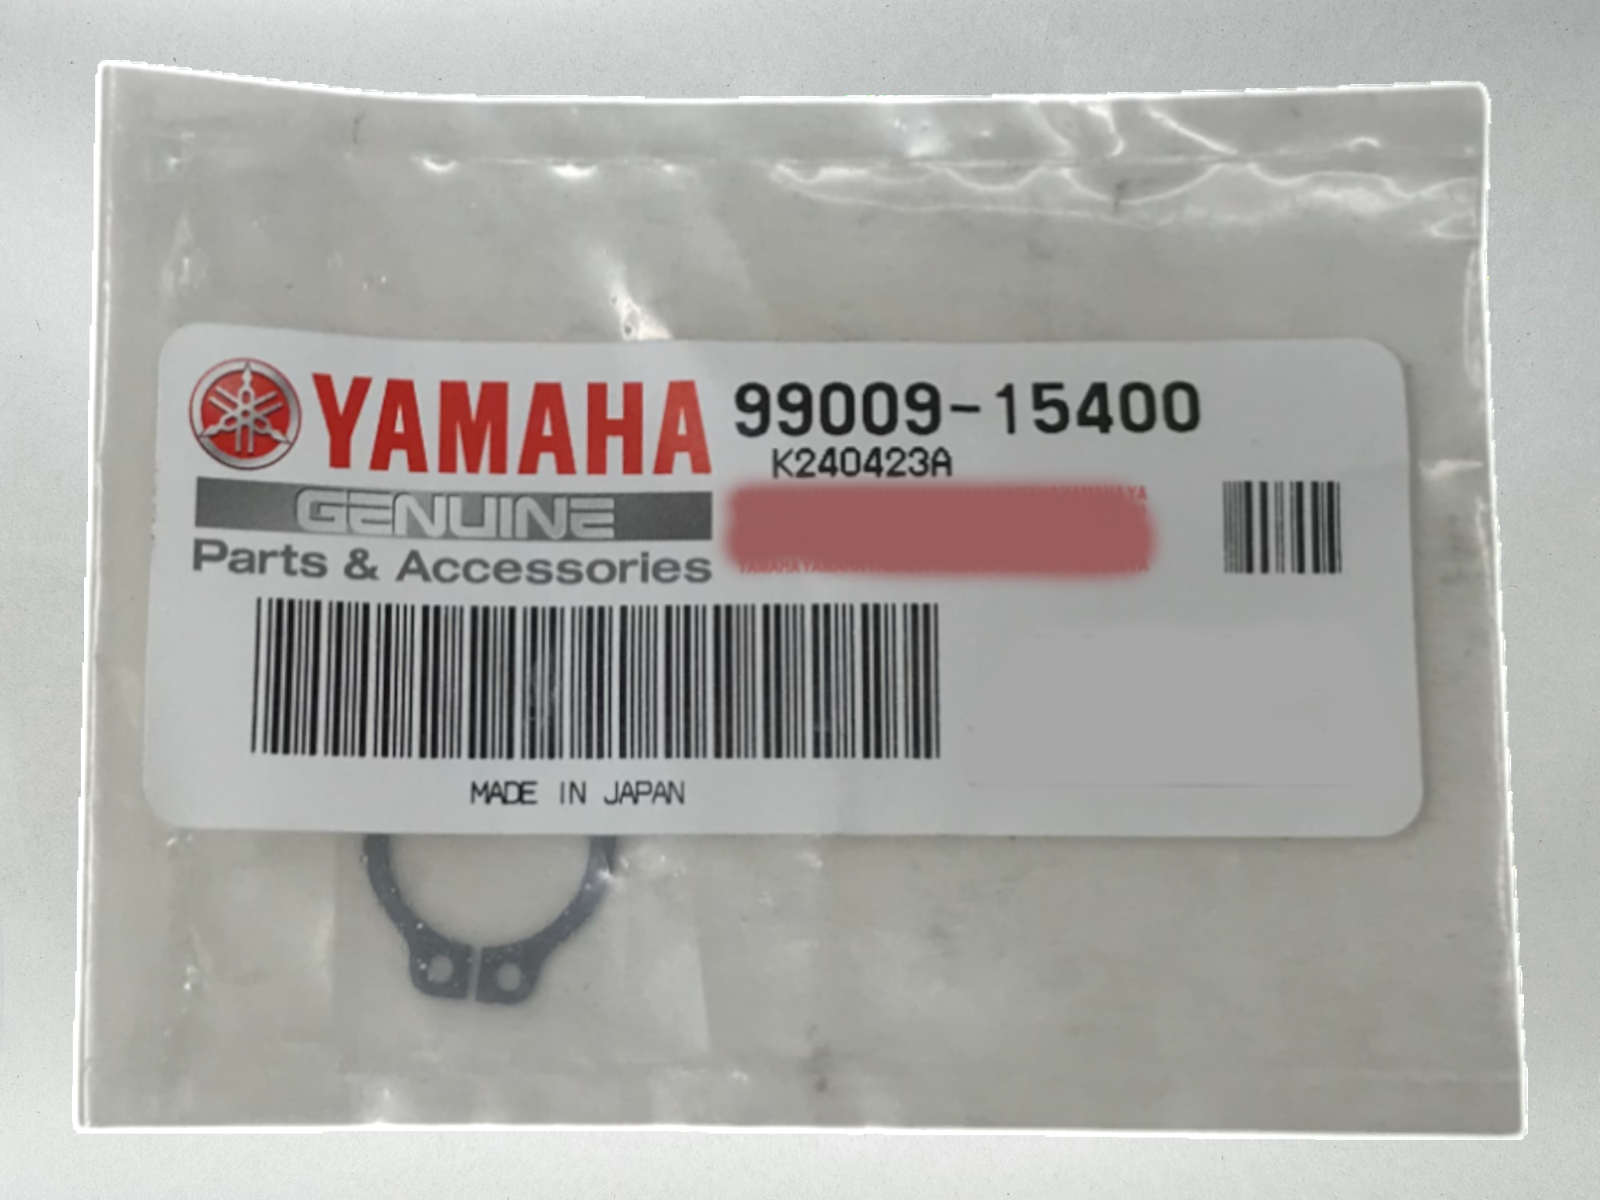 YAMAHA 99009-15400
K240423A
GENUINE
Parts & Accessories
MADE IN JAPAN